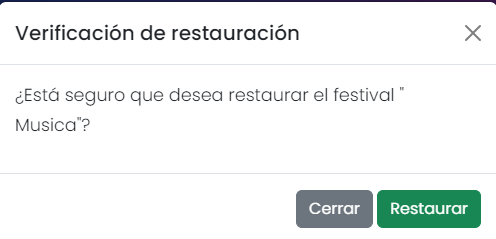 Verificación de restauración
¿Está seguro que desea restaurar el festival "
Musica"?
Cerrar
Restaurar